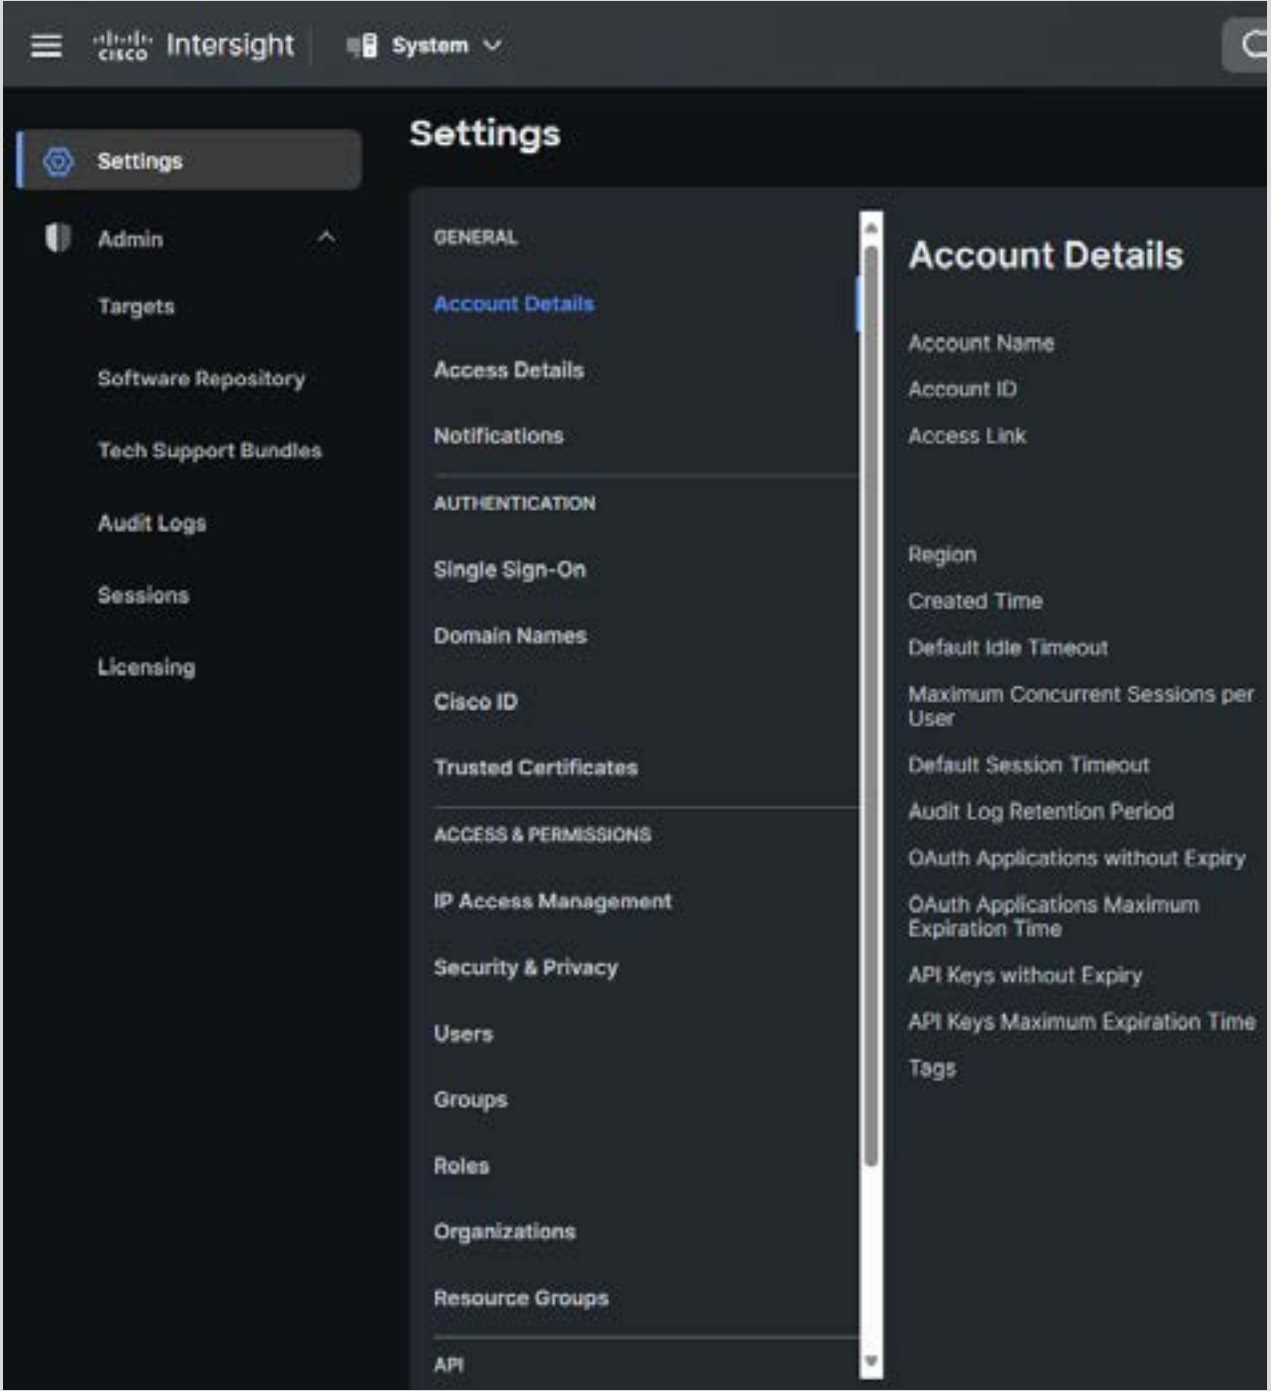 cisco Intersight System
Settings
Admin
Targets
Software Repository
Tech Support Bundles
Audit Logs
Sessions
Licensing
Settings
GENERAL
Account Details
Access Details
Notifications
AUTHENTICATION
Single Sign-On
Domain Names
Cisco ID
Trusted Certificates
ACCESS & PERMISSIONS
IP Access Management
Security & Privacy
Users
Groups
Roles
Organizations
Resource Groups
API
Account Details
Account Name
Account ID
Access Link
Region
Created Time
Default Idle Timeout
Maximum Concurrent Sessions per
User
Default Session Timeout
Audit Log Retention Period
OAuth Applications without Expiry
OAuth Applications Maximum
Expiration Time
API Keys without Expiry
API Keys Maximum Expiration Time
Tags